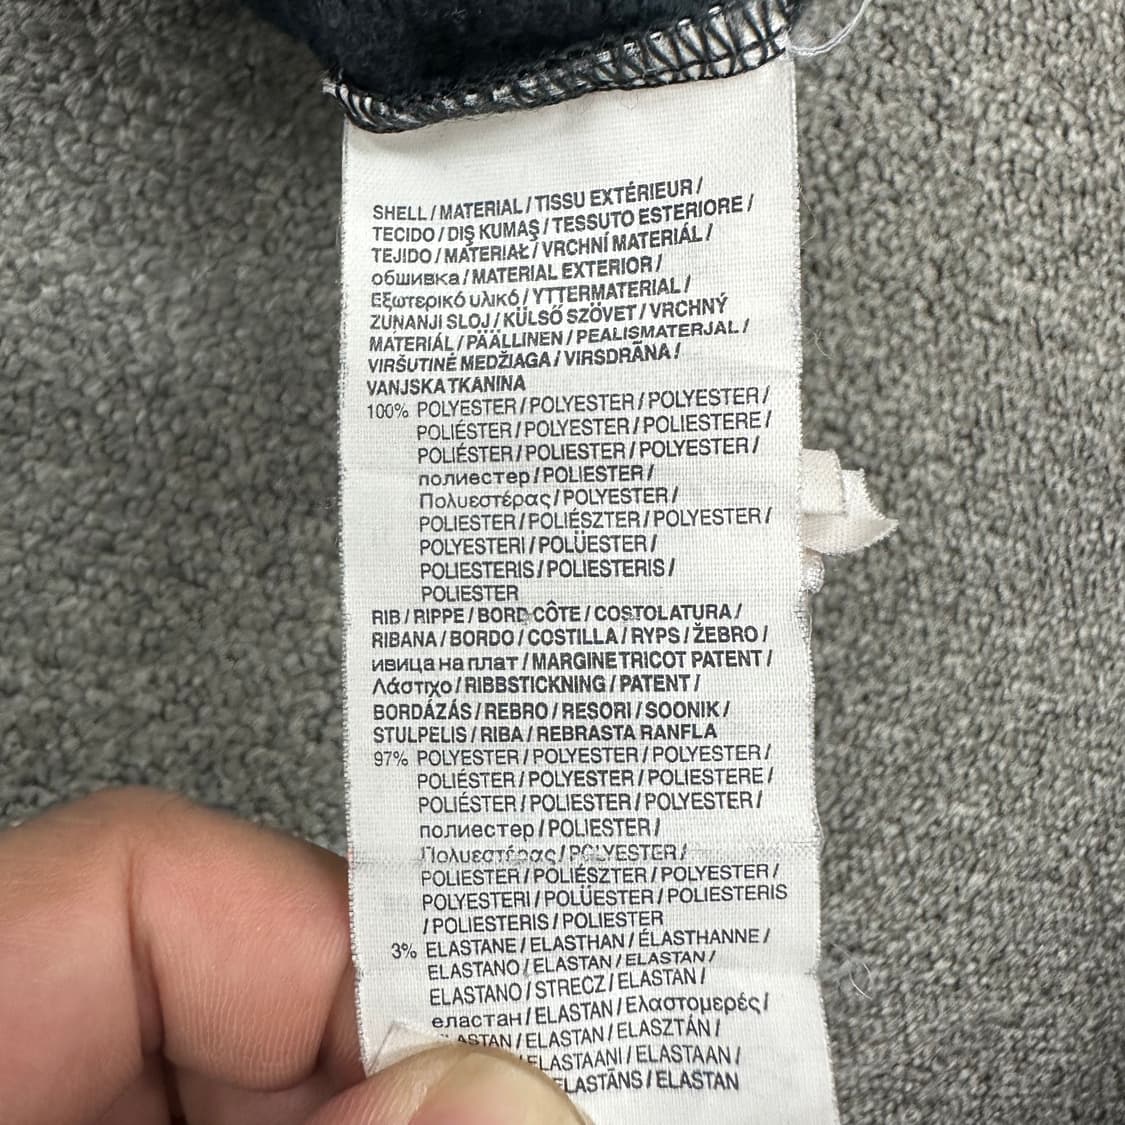 SHELL / MATERIAL / TISSU EXTÉRIEUR /
TECIDO / DIŞ KUMAŞ / TESSUTO ESTERIORE /
TEJIDO / MATERIAŁ / VRCHNÍ MATERIÁL /
обшивка / MATERIAL EXTERIOR /
Εξωτερικό υλικό / YTTERMATERIAL /
ZUNANJI SLOJ / KÜLSŐ SZÖVET / VRCHNÝ
MATERIÁL / PÄÄLLINEN / PEALISMATERJAL /
VIRŠUTINĖ MEDŽIAGA / VIRSDRĀNA /
VANJSKA TKANINA
100% POLYESTER / POLYESTER / POLYESTER /
POLIÉSTER / POLYESTER / POLIESTERE /
POLIÉSTER / POLIESTER / POLYESTER /
полиестер / POLIESTER /
Πολυεστέρας / POLYESTER /
POLIESTER / POLIÉSZTER / POLYESTER /
POLYESTERI / POLÜESTER /
POLIESTERIS / POLIESTERIS /
POLIESTER
RIB / RIPPE / BORD-CÔTE / COSTOLATURA /
RIBANA / BORDO / COSTILLA / RYPS / ŽEBRO /
ивица на плат / MARGINE TRICOT PATENT /
Λάστιχο / RIBBSTICKNING / PATENT /
BORDÁZÁS / REBRO / RESORI / SOONIK /
STULPELIS / RIBA / REBRASTA RANFLA
97% POLYESTER / POLYESTER / POLYESTER /
POLIÉSTER / POLYESTER / POLIESTERE /
POLIÉSTER / POLIESTER / POLYESTER /
полиестер / POLIESTER /
Πολυεστέρας / POLYESTER /
POLIESTER / POLIÉSZTER / POLYESTER /
POLYESTERI / POLÜESTER / POLIESTERIS
/ POLIESTERIS / POLIESTER
3% ELASTANE / ELASTHAN / ÉLASTHANNE /
ELASTANO / ELASTAN / ELASTAN /
ELASTANO / STRECZ / ELASTAN /
еластан / ELASTAN / Ελαστομερές /
/ ELASTAN / ELASZTÁN /
ELASTAANI / ELASTAAN /
ELASTĀNS / ELASTAN